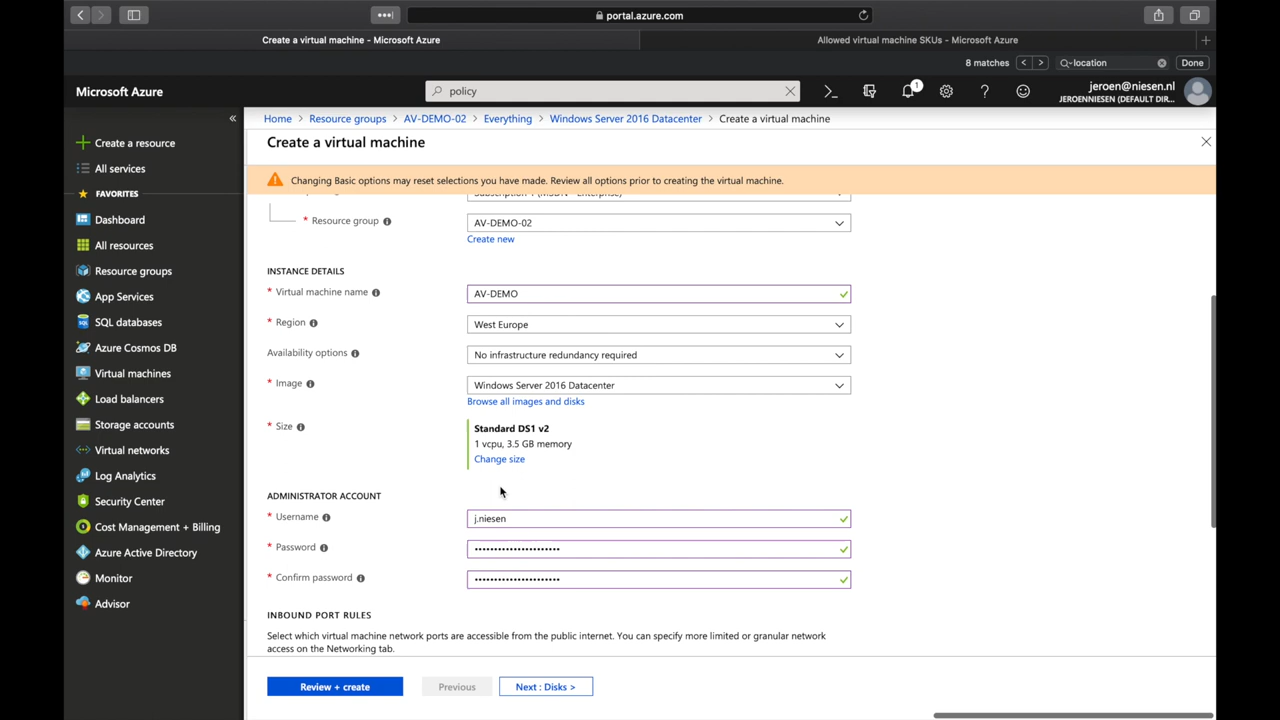 portal.azure.com
Create a virtual machine - Microsoft Azure
Allowed virtual machine SKUs - Microsoft Azure
8 matches
location
Done
Microsoft Azure
policy
1
jeroen@niesen.nl
JEROENNIESEN (DEFAULT DIR...
Home > Resource groups > AV-DEMO-02 > Everything > Windows Server 2016 Datacenter > Create a virtual machine
Create a virtual machine
Changing Basic options may reset selections you have made. Review all options prior to creating the virtual machine.
Create a resource
All services
FAVORITES
Dashboard
All resources
Resource groups
App Services
SQL databases
Azure Cosmos DB
Virtual machines
Load balancers
Storage accounts
Virtual networks
Log Analytics
Security Center
Cost Management + Billing
Azure Active Directory
Monitor
Advisor
* Resource group
AV-DEMO-02
Create new
INSTANCE DETAILS
* Virtual machine name
AV-DEMO
* Region
West Europe
Availability options
No infrastructure redundancy required
* Image
Windows Server 2016 Datacenter
Browse all images and disks
* Size
Standard DS1 v2
1 vcpu, 3.5 GB memory
Change size
ADMINISTRATOR ACCOUNT
* Username
j.niesen
* Password
* Confirm password
INBOUND PORT RULES
Select which virtual machine network ports are accessible from the public internet. You can specify more limited or granular network
access on the Networking tab.
Review + create
Previous
Next : Disks >